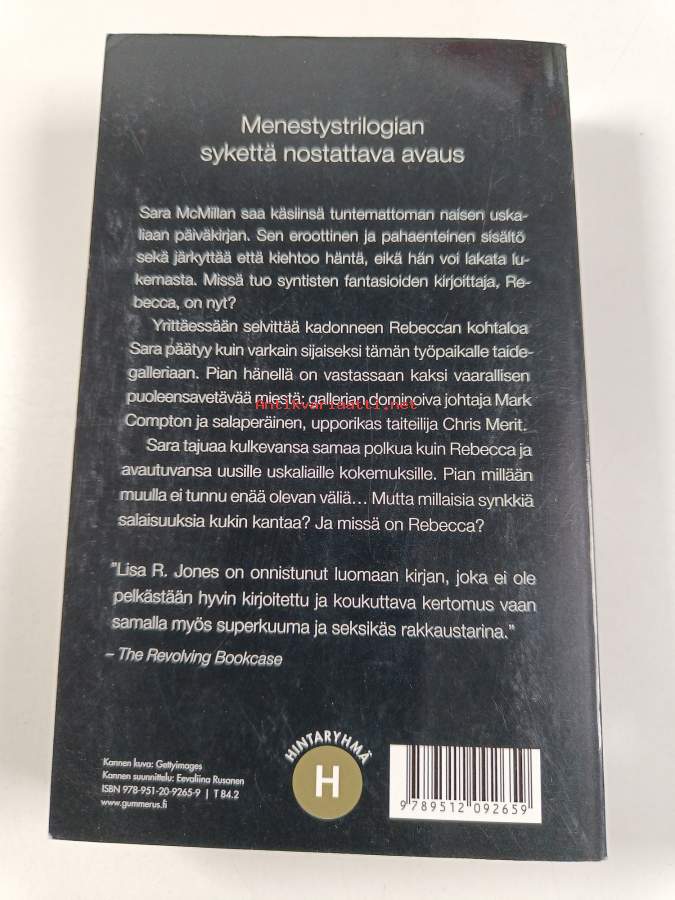 Menestystrilogian
sykettä nostattava avaus
Sara McMillan saa käsiinsä tuntemattoman naisen uska-
liaan päiväkirjan. Sen eroottinen ja pahaenteinen sisältö
sekä järkyttää että kiehtoo häntä, eikä hän voi lakata lu-
kemasta. Missä tuo syntisten fantasioiden kirjoittaja, Re-
becca, on nyt?
Yrittäessään selvittää kadonneen Rebeccan kohtaloa
Sara päätyy kuin varkain sijaiseksi tämän työpaikalle taide-
galleriaan. Pian hänellä on vastassaan kaksi vaarallisen
puoleensavetävää miestä: gallerian dominoiva johtaja Mark
Antikvariaatti.net
Compton ja salaperäinen, upporikas taiteilija Chris Merit.
Sara tajuaa kulkevansa samaa polkua kuin Rebecca ja
avautuvansa uusille uskaliaille kokemuksille. Pian millään
muulla ei tunnu enää olevan väliä... Mutta millaisia synkkiä
salaisuuksia kukin kantaa? Ja missä on Rebecca?
"Lisa R. Jones on onnistunut luomaan kirjan, joka ei ole
pelkästään hyvin kirjoitettu ja koukuttava kertomus vaan
samalla myös superkuuma ja seksikäs rakkaustarina."
– The Revolving Bookcase
Kannen kuva: Gettyimages
Kannen suunnittelu: Eevaliina Rusanen
ISBN 978-951-20-9265-9 | T 84.2
www.gummerus.fi
HINTARYHMÄ
H
9 789512 092659